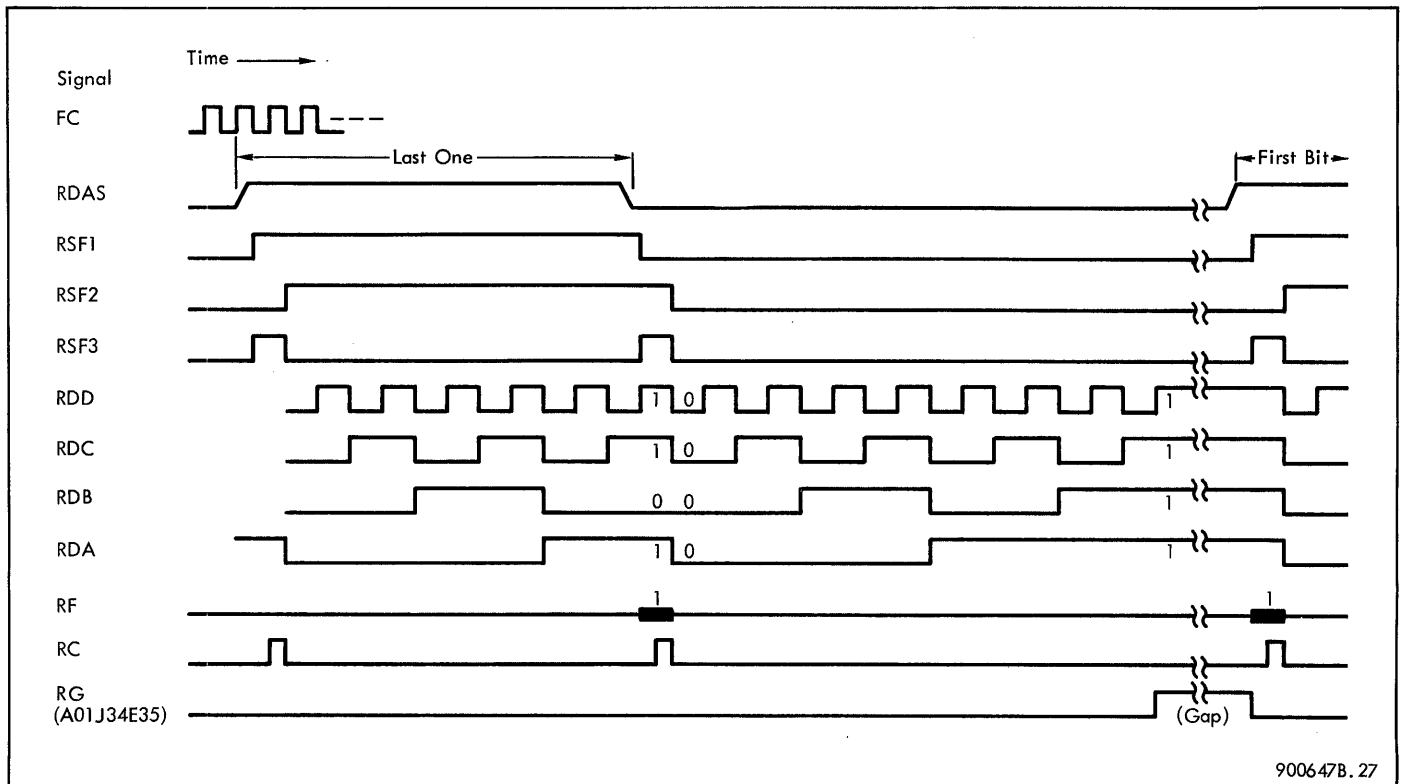 Time
Signal
FC
Last One
First Bit
RDAS
RSF1
RSF2
RSF3
RDD 1 0 1
RDC 1 0 1
RDB 0 0 1
RDA 1 0 1
RF 1 1
RC
RG
(A01J34E35) (Gap)
900647B.27